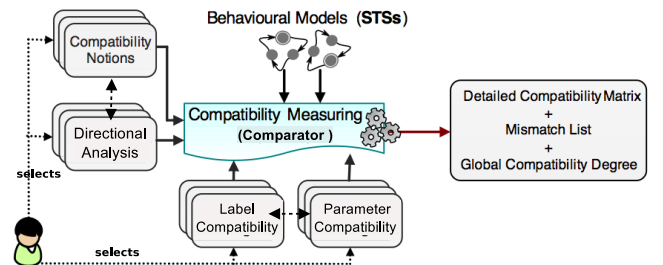 Behavioural Models (STSs)
Compatibility
Notions
Directional
Analysis
Compatibility Measuring
(Comparator )
Detailed Compatibility Matrix
+
Mismatch List
+
Global Compatibility Degree
selects
Label
Compatibility
Parameter
Compatibility
selects